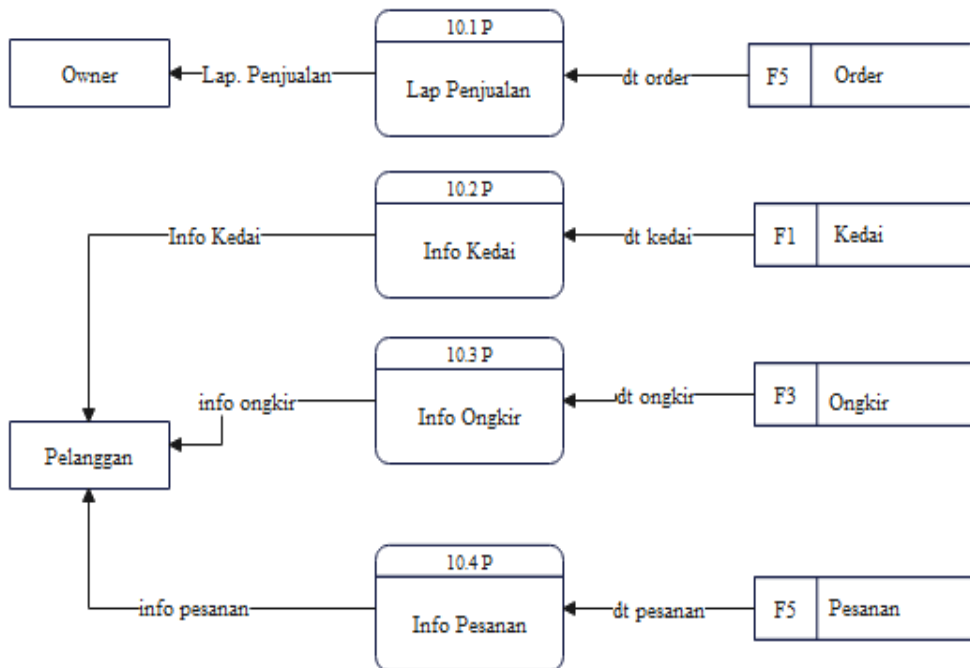 10.1 P
Owner
Lap. Penjualan
Lap Penjualan
dt order
F5
Order
10.2 P
Info Kedai
Info Kedai
dt kedai
F1
Kedai
10.3 P
info ongkir
Info Ongkir
dt ongkir
F3
Ongkir
Pelanggan
10.4 P
info pesanan
Info Pesanan
dt pesanan
F5
Pesanan